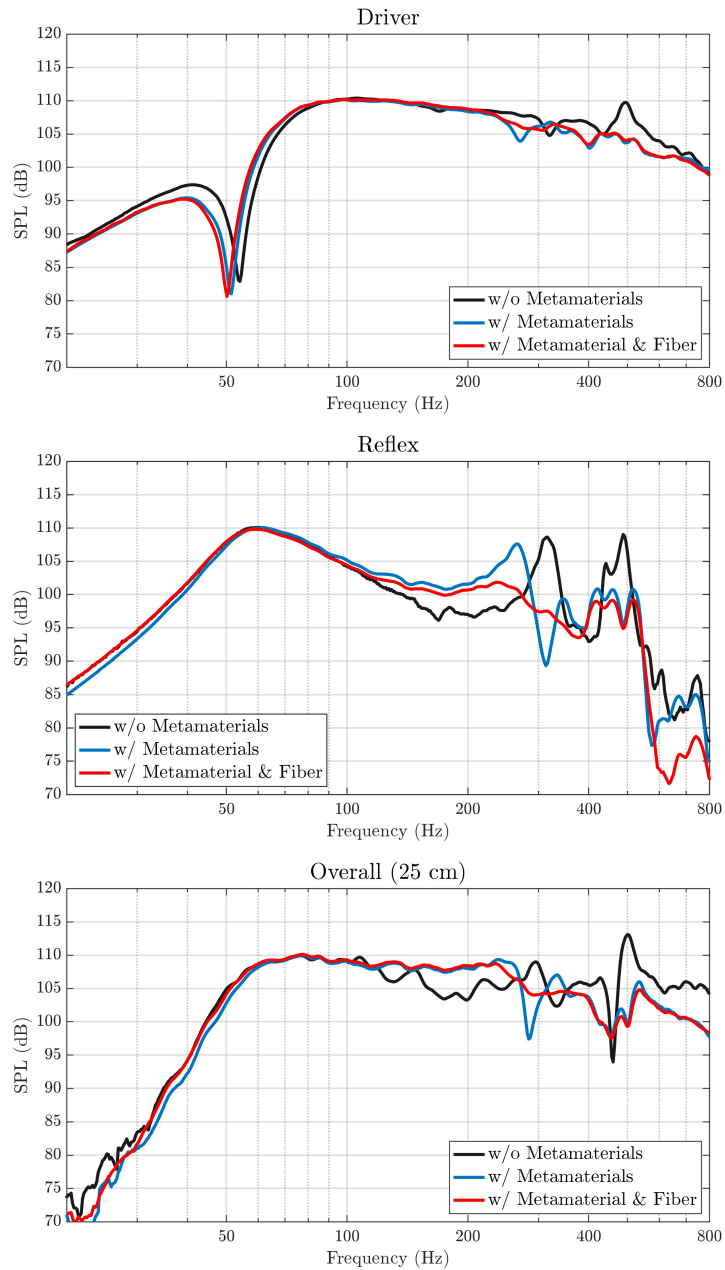 Driver
120
115
110
105
100
95
90
85
80
75
70
SPL (dB)
w/o Metamaterials
w/ Metamaterials
w/ Metamaterial & Fiber
50 100 200 400 800
Frequency (Hz)
Reflex
120
115
110
105
100
95
90
85
80
75
70
SPL (dB)
w/o Metamaterials
w/ Metamaterials
w/ Metamaterial & Fiber
50 100 200 400 800
Frequency (Hz)
Overall (25 cm)
120
115
110
105
100
95
90
85
80
75
70
SPL (dB)
w/o Metamaterials
w/ Metamaterials
w/ Metamaterial & Fiber
50 100 200 400 800
Frequency (Hz)